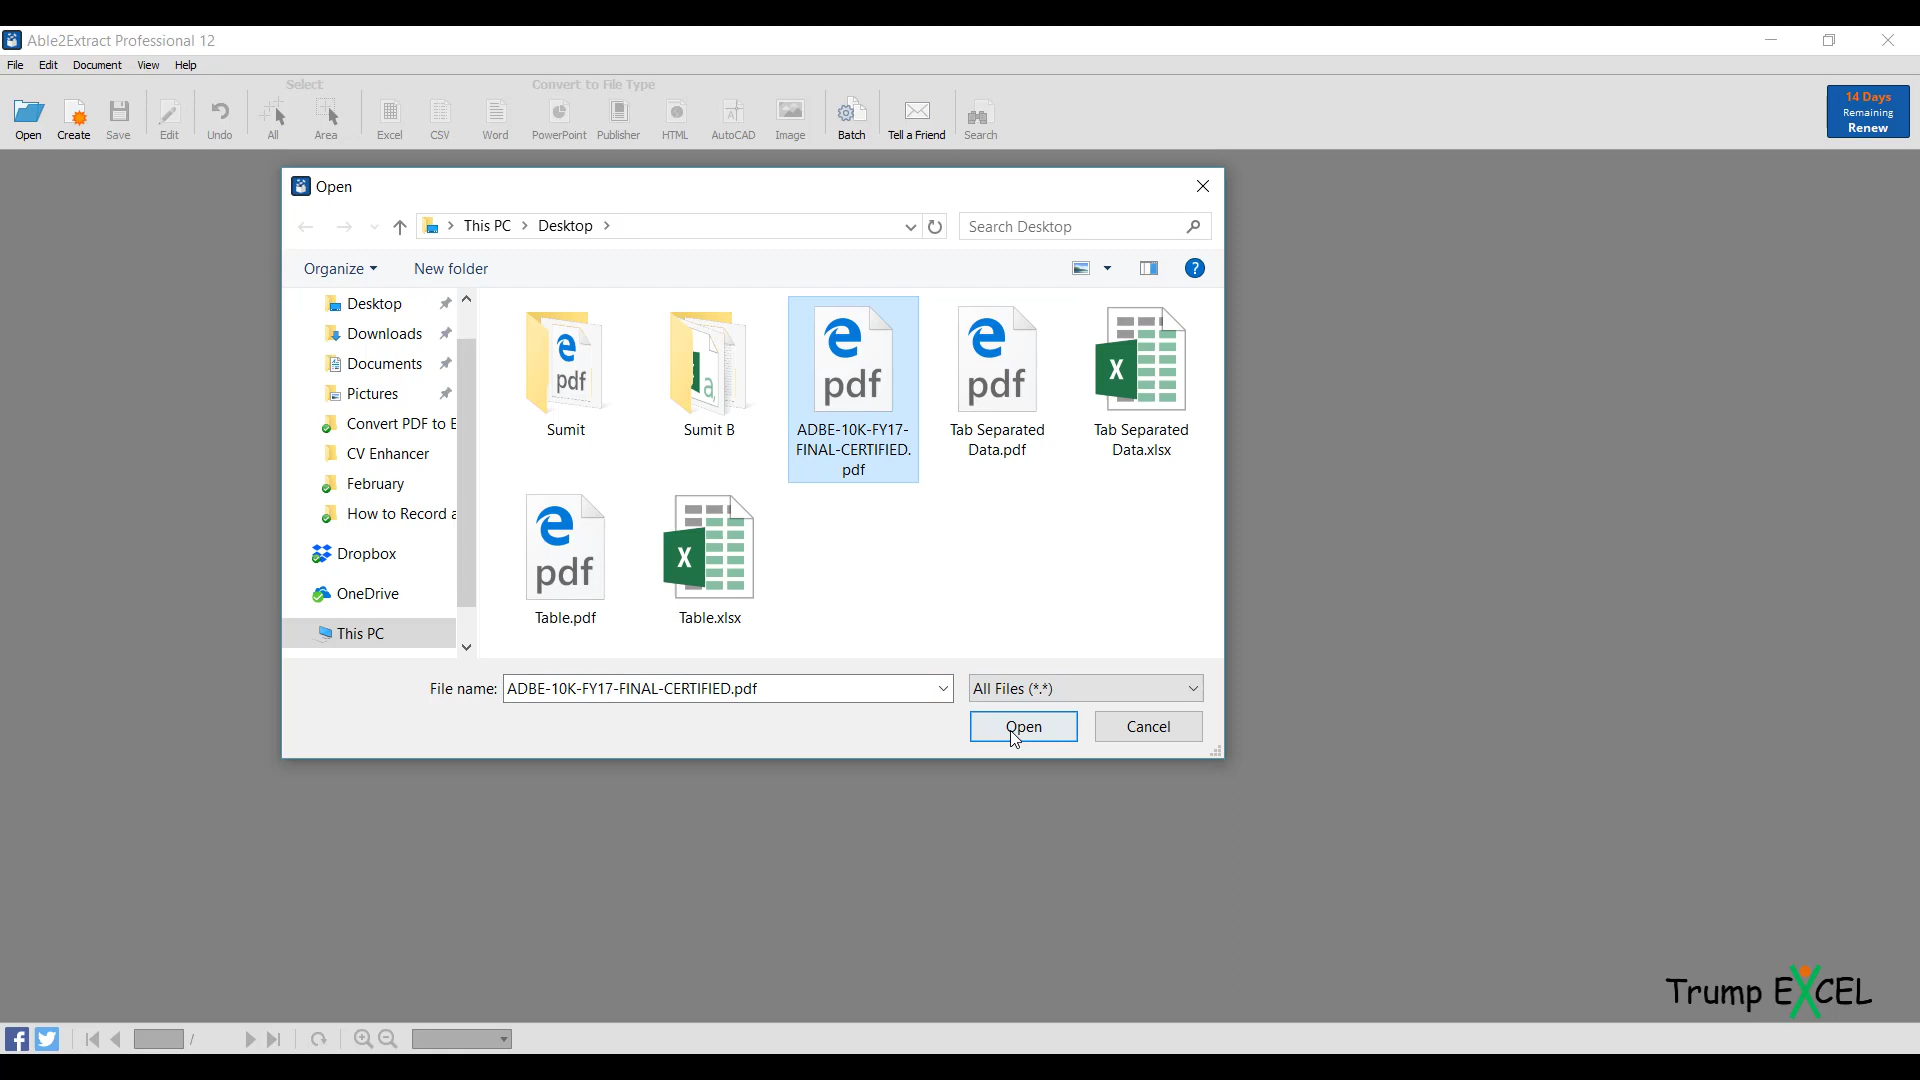 Able2Extract Professional 12
File Edit Document View Help
Select Convert to File Type
Open Create Save Edit Undo All Area Excel CSV Word PowerPoint Publisher HTML AutoCAD Image Batch Tell a Friend Search
14 Days
Remaining
Renew
Open
This PC Desktop
Search Desktop
Organize New folder
?
Desktop
Downloads
Documents
Pictures
Convert PDF to E
CV Enhancer
February
How to Record a
Dropbox
OneDrive
This PC
pdf
Sumit
a
Sumit B
e
pdf
ADBE-10K-FY17-
FINAL-CERTIFIED.
pdf
e
pdf
Tab Separated
Data.pdf
X
Tab Separated
Data.xlsx
e
pdf
Table.pdf
X
Table.xlsx
File name: ADBE-10K-FY17-FINAL-CERTIFIED.pdf All Files (*.*)
Open Cancel
Trump EXCEL
f /